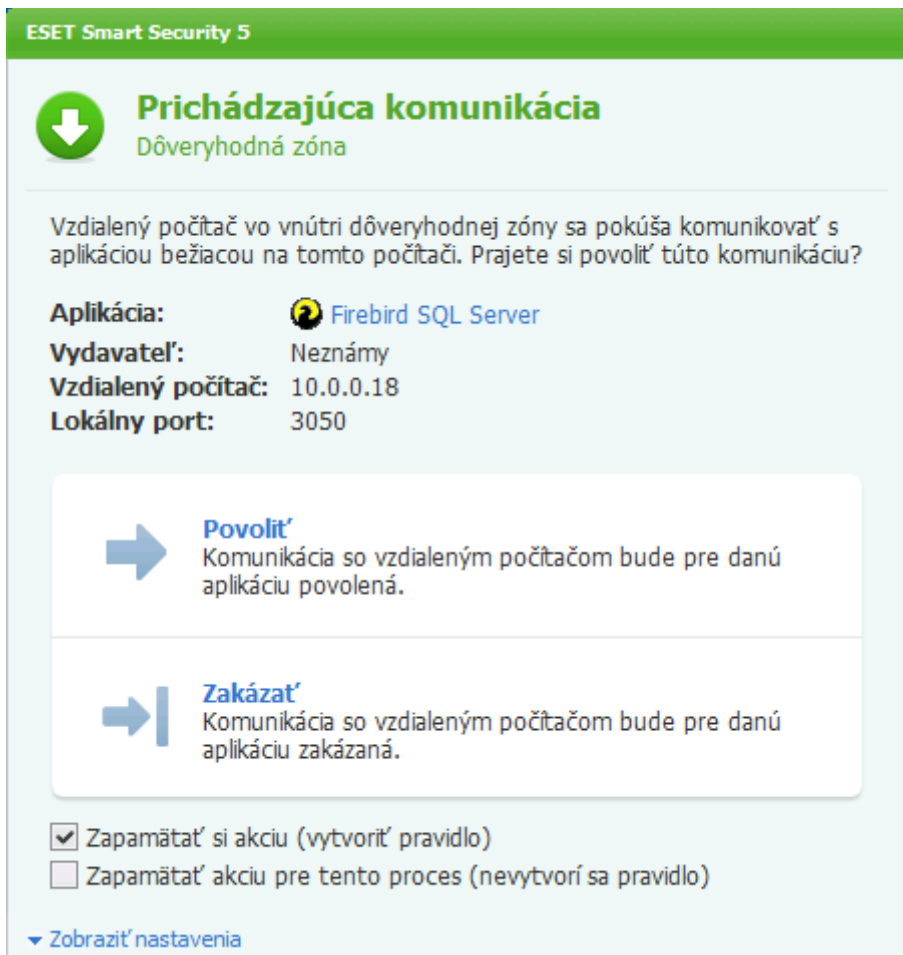 ESET Smart Security 5
Prichádzajúca komunikácia
Dôveryhodná zóna
Vzdialený počítač vo vnútri dôveryhodnej zóny sa pokúša komunikovať s
aplikáciou bežiacou na tomto počítači. Prajete si povoliť túto komunikáciu?
Aplikácia: Firebird SQL Server
Vydavateľ: Neznámy
Vzdialený počítač: 10.0.0.18
Lokálny port: 3050
Povoliť
Komunikácia so vzdialeným počítačom bude pre danú
aplikáciu povolená.
Zakázať
Komunikácia so vzdialeným počítačom bude pre danú
aplikáciu zakázaná.
Zapamätať si akciu (vytvoriť pravidlo)
Zapamätať akciu pre tento proces (nevytvorí sa pravidlo)
Zobraziť nastavenia